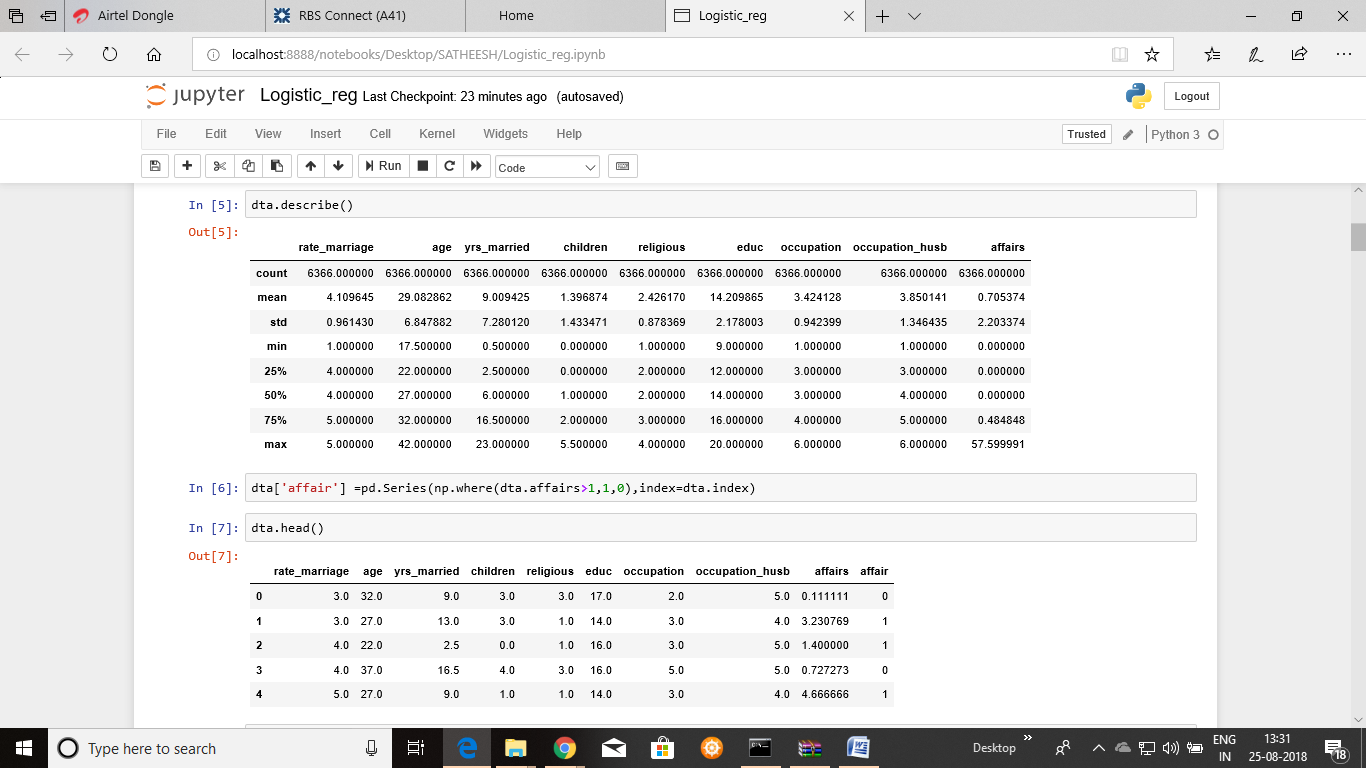 Airtel Dongle RBS Connect (A41) Home Logistic_reg
localhost:8888/notebooks/Desktop/SATHEESH/Logistic_reg.ipynb
jupyter Logistic_reg Last Checkpoint: 23 minutes ago (autosaved) Logout
File Edit View Insert Cell Kernel Widgets Help Trusted Python 3
Run Code
In [5]: dta.describe()
Out[5]:
rate_marriage age yrs_married children religious educ occupation occupation_husb affairs
count 6366.000000 6366.000000 6366.000000 6366.000000 6366.000000 6366.000000 6366.000000 6366.000000 6366.000000
mean 4.109645 29.082862 9.009425 1.396874 2.426170 14.209865 3.424128 3.850141 0.705374
std 0.961430 6.847882 7.280120 1.433471 0.878369 2.178003 0.942399 1.346435 2.203374
min 1.000000 17.500000 0.500000 0.000000 1.000000 9.000000 1.000000 1.000000 0.000000
25% 4.000000 22.000000 2.500000 0.000000 2.000000 12.000000 3.000000 3.000000 0.000000
50% 4.000000 27.000000 6.000000 1.000000 2.000000 14.000000 3.000000 4.000000 0.000000
75% 5.000000 32.000000 16.500000 2.000000 3.000000 16.000000 4.000000 5.000000 0.484848
max 5.000000 42.000000 23.000000 5.500000 4.000000 20.000000 6.000000 6.000000 57.599991
In [6]: dta['affair'] =pd.Series(np.where(dta.affairs>1,1,0),index=dta.index)
In [7]: dta.head()
Out[7]:
rate_marriage age yrs_married children religious educ occupation occupation_husb affairs affair
0 3.0 32.0 9.0 3.0 3.0 17.0 2.0 5.0 0.111111 0
1 3.0 27.0 13.0 3.0 1.0 14.0 3.0 4.0 3.230769 1
2 4.0 22.0 2.5 0.0 1.0 16.0 3.0 5.0 1.400000 1
3 4.0 37.0 16.5 4.0 3.0 16.0 5.0 5.0 0.727273 0
4 5.0 27.0 9.0 1.0 1.0 14.0 3.0 4.0 4.666666 1
Type here to search Desktop ENG 13:31
IN 25-08-2018 18